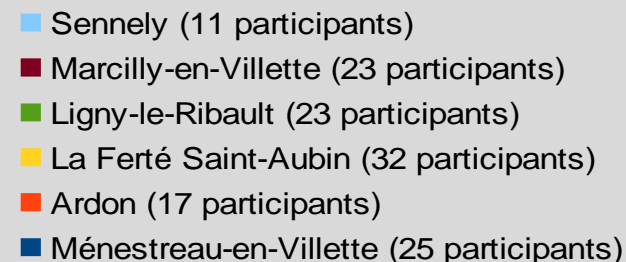 Sennely (11 participants)
Marcilly-en-Villette (23 participants)
Ligny-le-Ribault (23 participants)
La Ferté Saint-Aubin (32 participants)
Ardon (17 participants)
Ménestreau-en-Villette (25 participants)